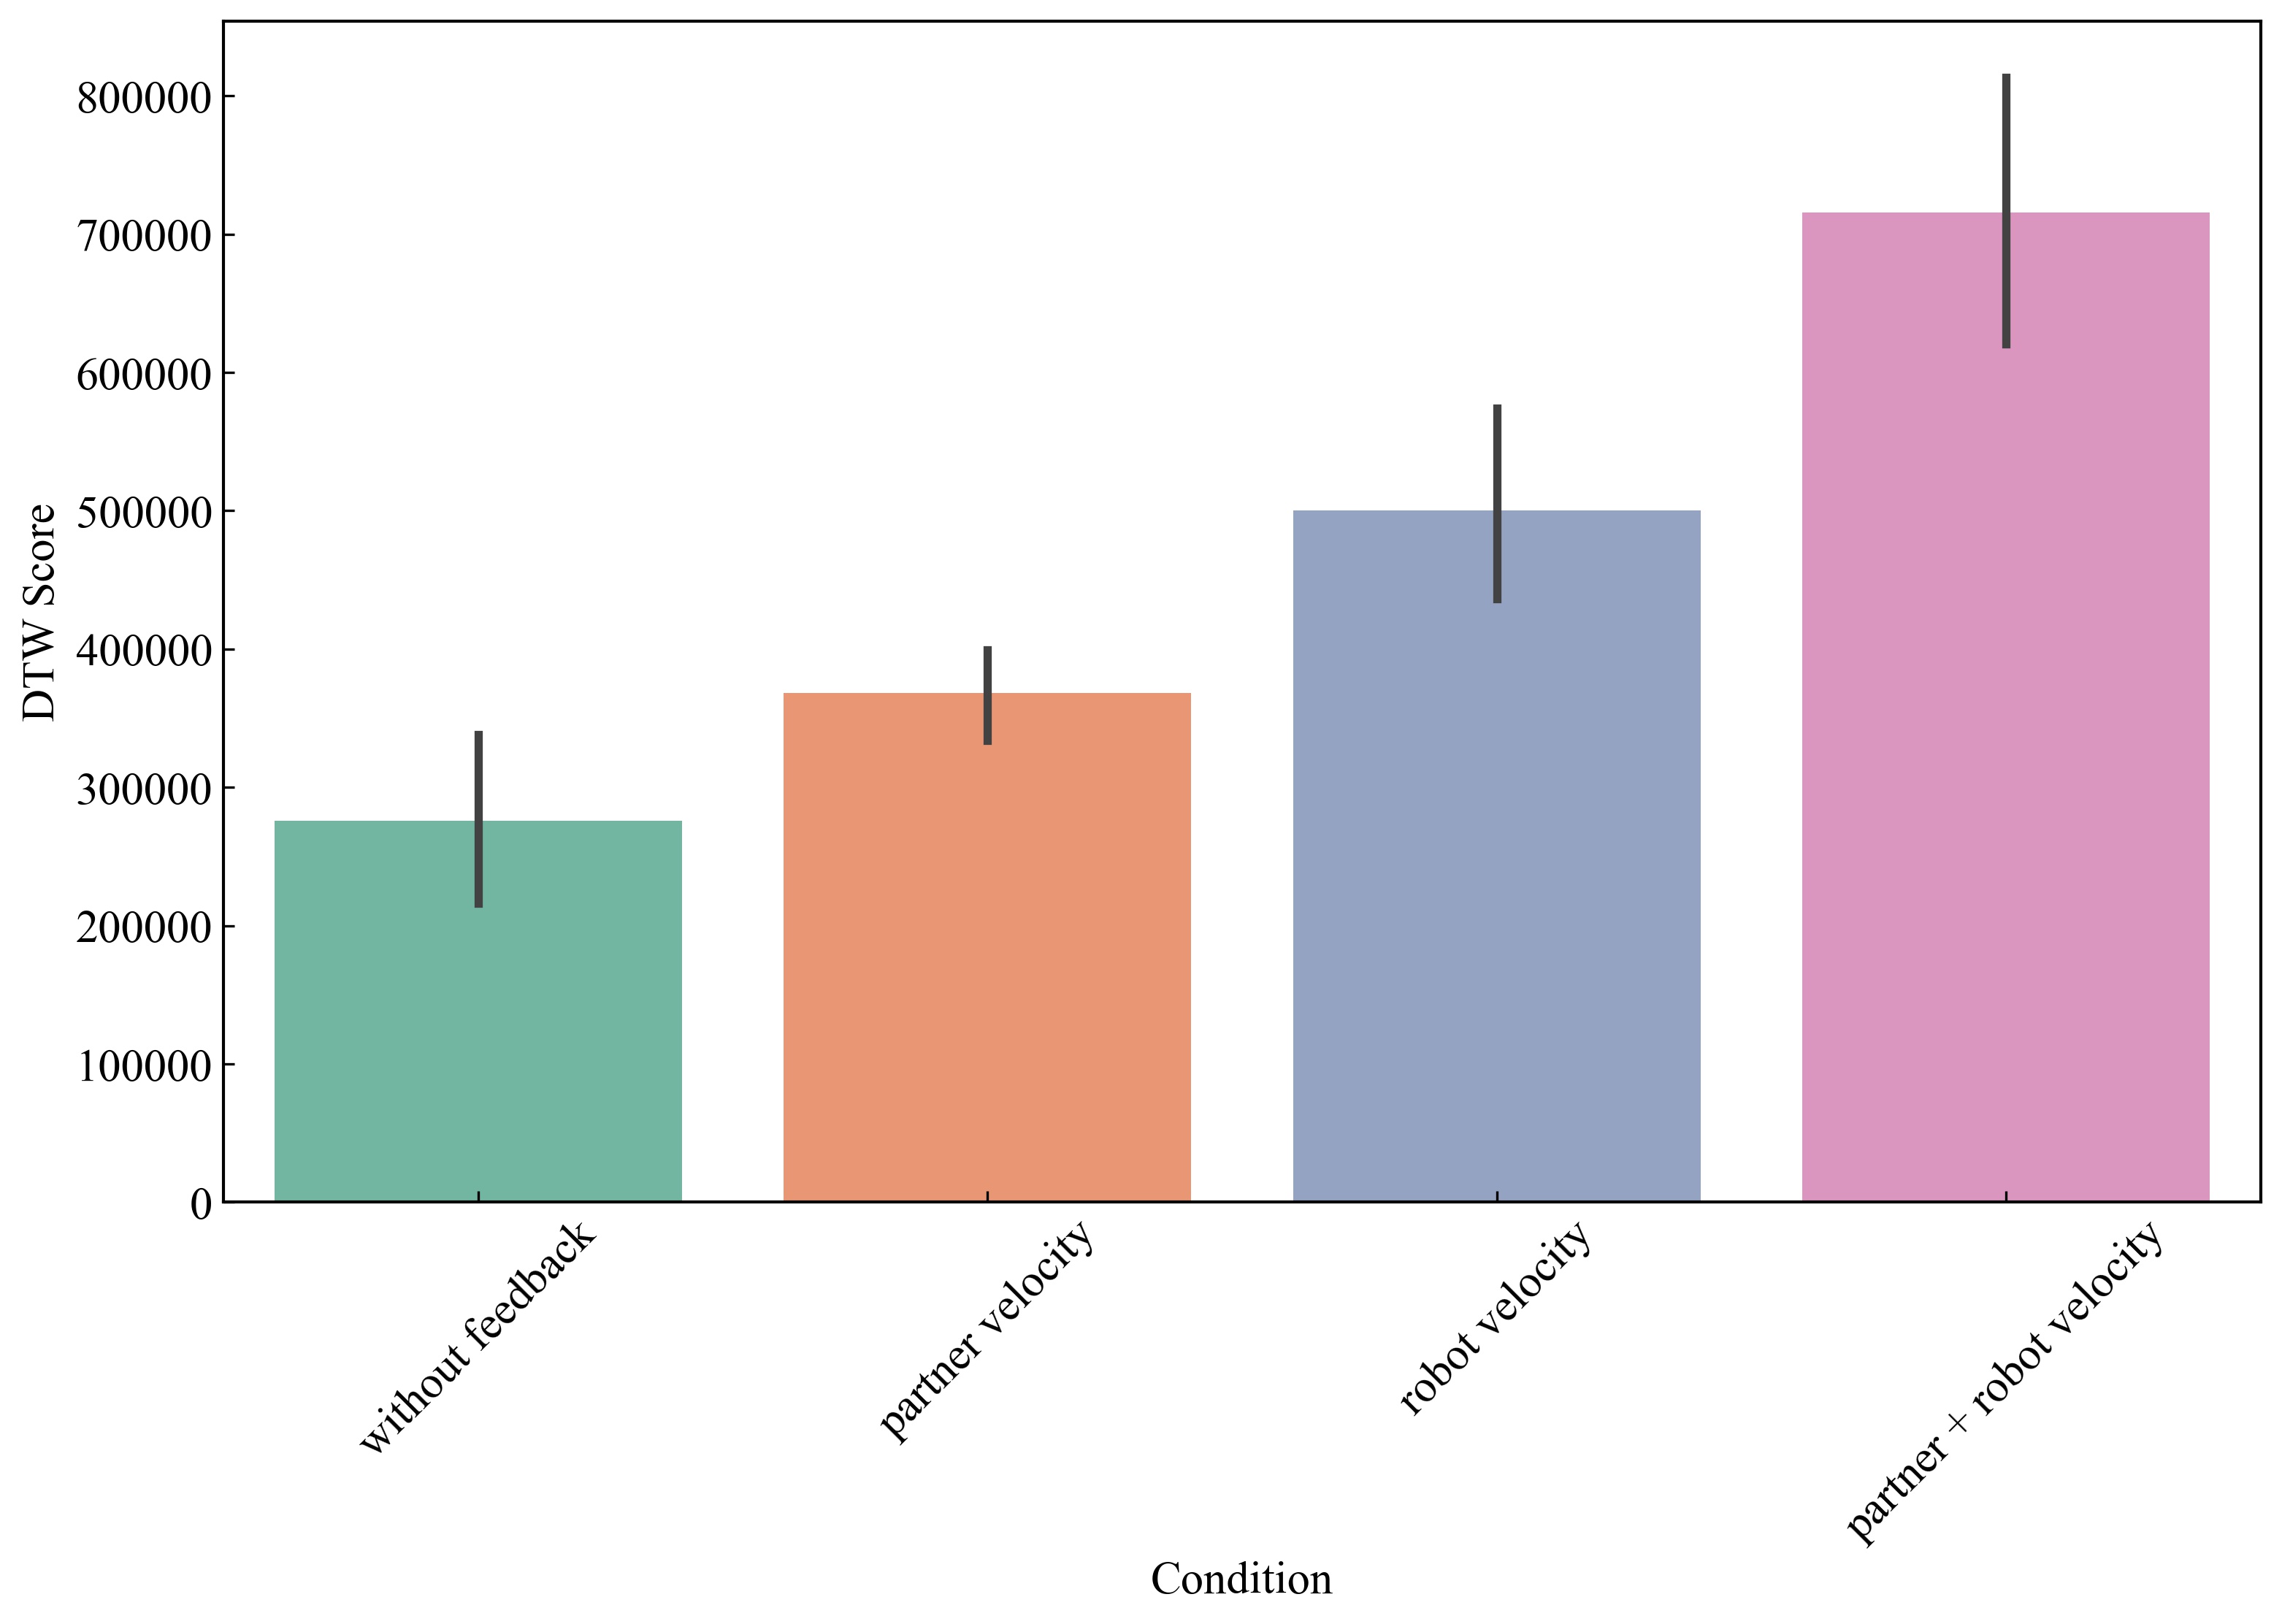 DTW Score
800000
700000
600000
500000
400000
300000
200000
100000
0
without feedback
partner velocity
robot velocity
partner + robot velocity
Condition